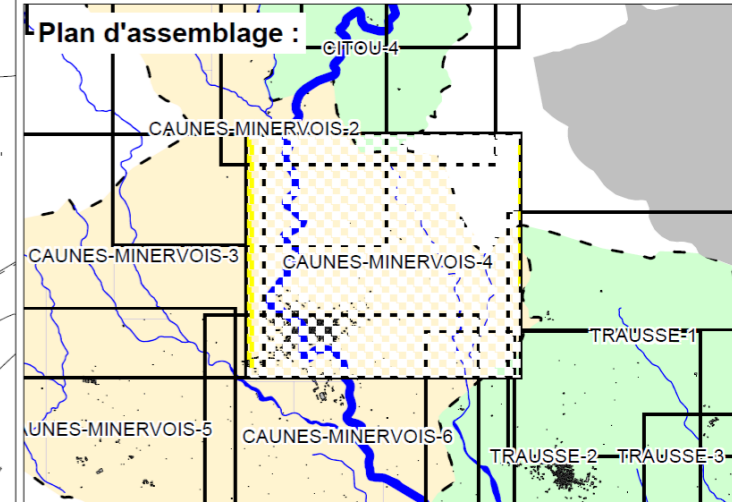 Plan d'assemblage :
CITOU-4
CAUNES-MINERVOIS-2
CAUNES-MINERVOIS-3
CAUNES-MINERVOIS-4
TRAUSSE-1
UNES-MINERVOIS-5
CAUNES-MINERVOIS-6
TRAUSSE-2
TRAUSSE-3